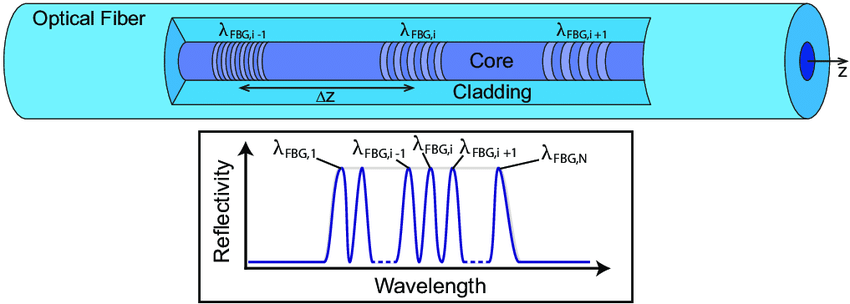 Optical Fiber
λFBG,i -1
λFBG,i
λFBG,i +1
Core
z
Δz
Cladding
λFBG,1
λFBG,i -1
λFBG,i
λFBG,i +1
λFBG,N
Reflectivity
Wavelength